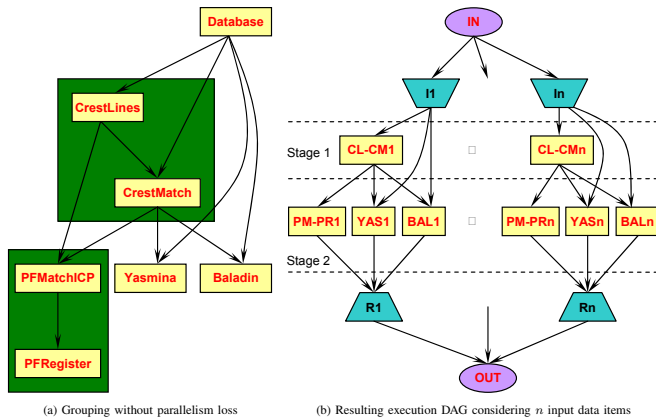 Database
CrestLines
CrestMatch
PFMatchICP
Yasmina
Baladin
PFRegister
(a) Grouping without parallelism loss
IN
I1
In
Stage 1
CL-CM1
CL-CMn
PM-PR1
YAS1
BAL1
PM-PRn
YASn
BALn
Stage 2
R1
Rn
OUT
(b) Resulting execution DAG considering n input data items